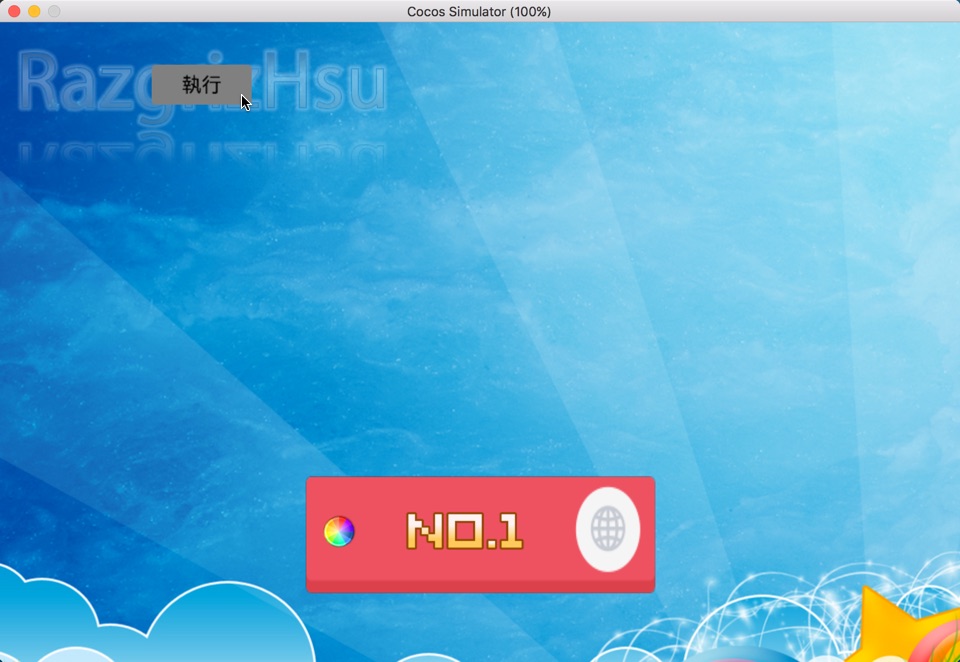 Cocos Simulator (100%)
RazgrizHsu
執行
NO.1